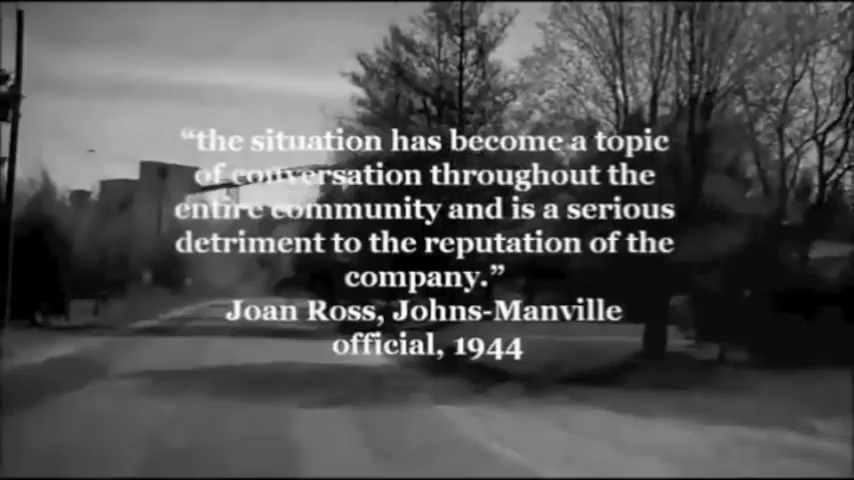 “the situation has become a topic
of conversation throughout the
entire community and is a serious
detriment to the reputation of the
company.”
Joan Ross, Johns-Manville
official, 1944